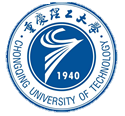 重庆理工大学
CHONGQING UNIVERSITY OF TECHNOLOGY
1940